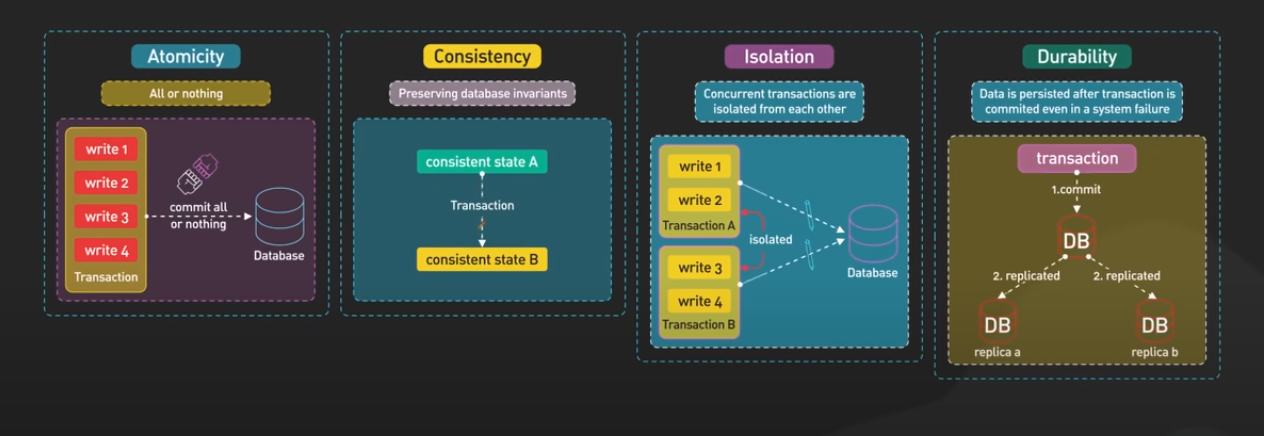 Atomicity
All or nothing
write 1
write 2
write 3
write 4
Transaction
commit all
or nothing
Database
Consistency
Preserving database invariants
consistent state A
Transaction
consistent state B
Isolation
Concurrent transactions are
isolated from each other
write 1
write 2
Transaction A
isolated
write 3
write 4
Transaction B
Database
Durability
Data is persisted after transaction is
commited even in a system failure
transaction
1.commit
DB
2. replicated
2. replicated
DB
DB
replica a
replica b